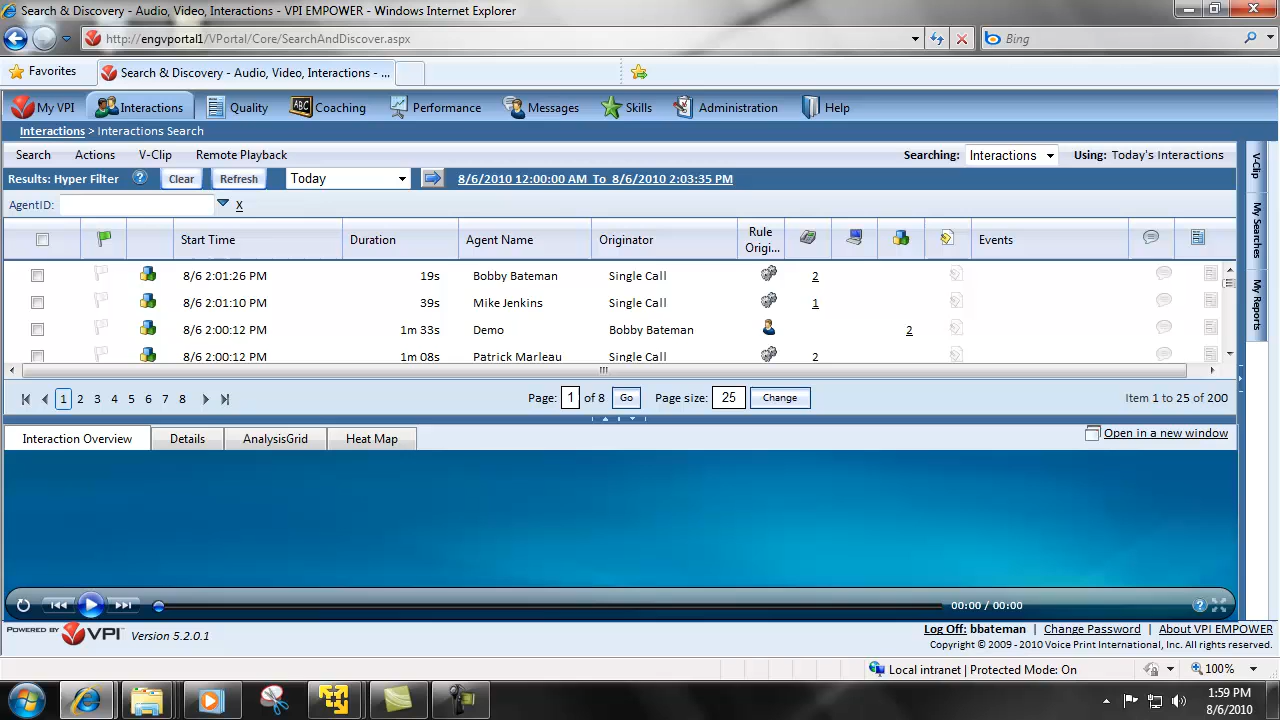 Search & Discovery - Audio, Video, Interactions - VPI EMPOWER - Windows Internet Explorer
http://engvportal1/VPortal/Core/SearchAndDiscover.aspx
Bing
Favorites
Search & Discovery - Audio, Video, Interactions - ...
My VPI Interactions Quality ABC Coaching Performance Messages Skills Administration Help
Interactions > Interactions Search
Search Actions V-Clip Remote Playback Searching: Interactions Using: Today's Interactions
Results: Hyper Filter ? Clear Refresh Today 8/6/2010 12:00:00 AM To 8/6/2010 2:03:35 PM
AgentID: X
Start Time Duration Agent Name Originator Rule Origi... Events
8/6 2:01:26 PM 19s Bobby Bateman Single Call 2
8/6 2:01:10 PM 39s Mike Jenkins Single Call 1
8/6 2:00:12 PM 1m 33s Demo Bobby Bateman 2
8/6 2:00:12 PM 1m 08s Patrick Marleau Single Call 2
1 2 3 4 5 6 7 8 Page: 1 of 8 Go Page size: 25 Change Item 1 to 25 of 200
Interaction Overview Details AnalysisGrid Heat Map Open in a new window
V-Clip
My Searches
My Reports
00:00 / 00:00 ?
POWERED BY VPI Version 5.2.0.1
Log Off: bbateman | Change Password | About VPI EMPOWER
Copyright © 2009 - 2010 Voice Print International, Inc. All rights reserved.
Local intranet | Protected Mode: On 100%
1:59 PM
8/6/2010